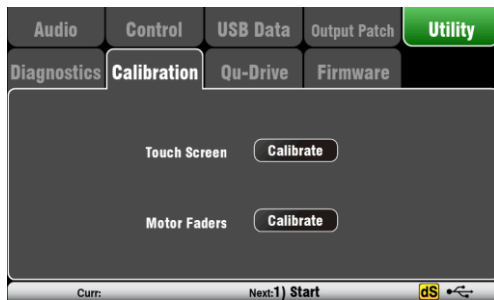 Audio Control USB Data Output Patch Utility
Diagnostics Calibration Qu-Drive Firmware
Touch Screen Calibrate
Motor Faders Calibrate
Curr: Next:1) Start dS